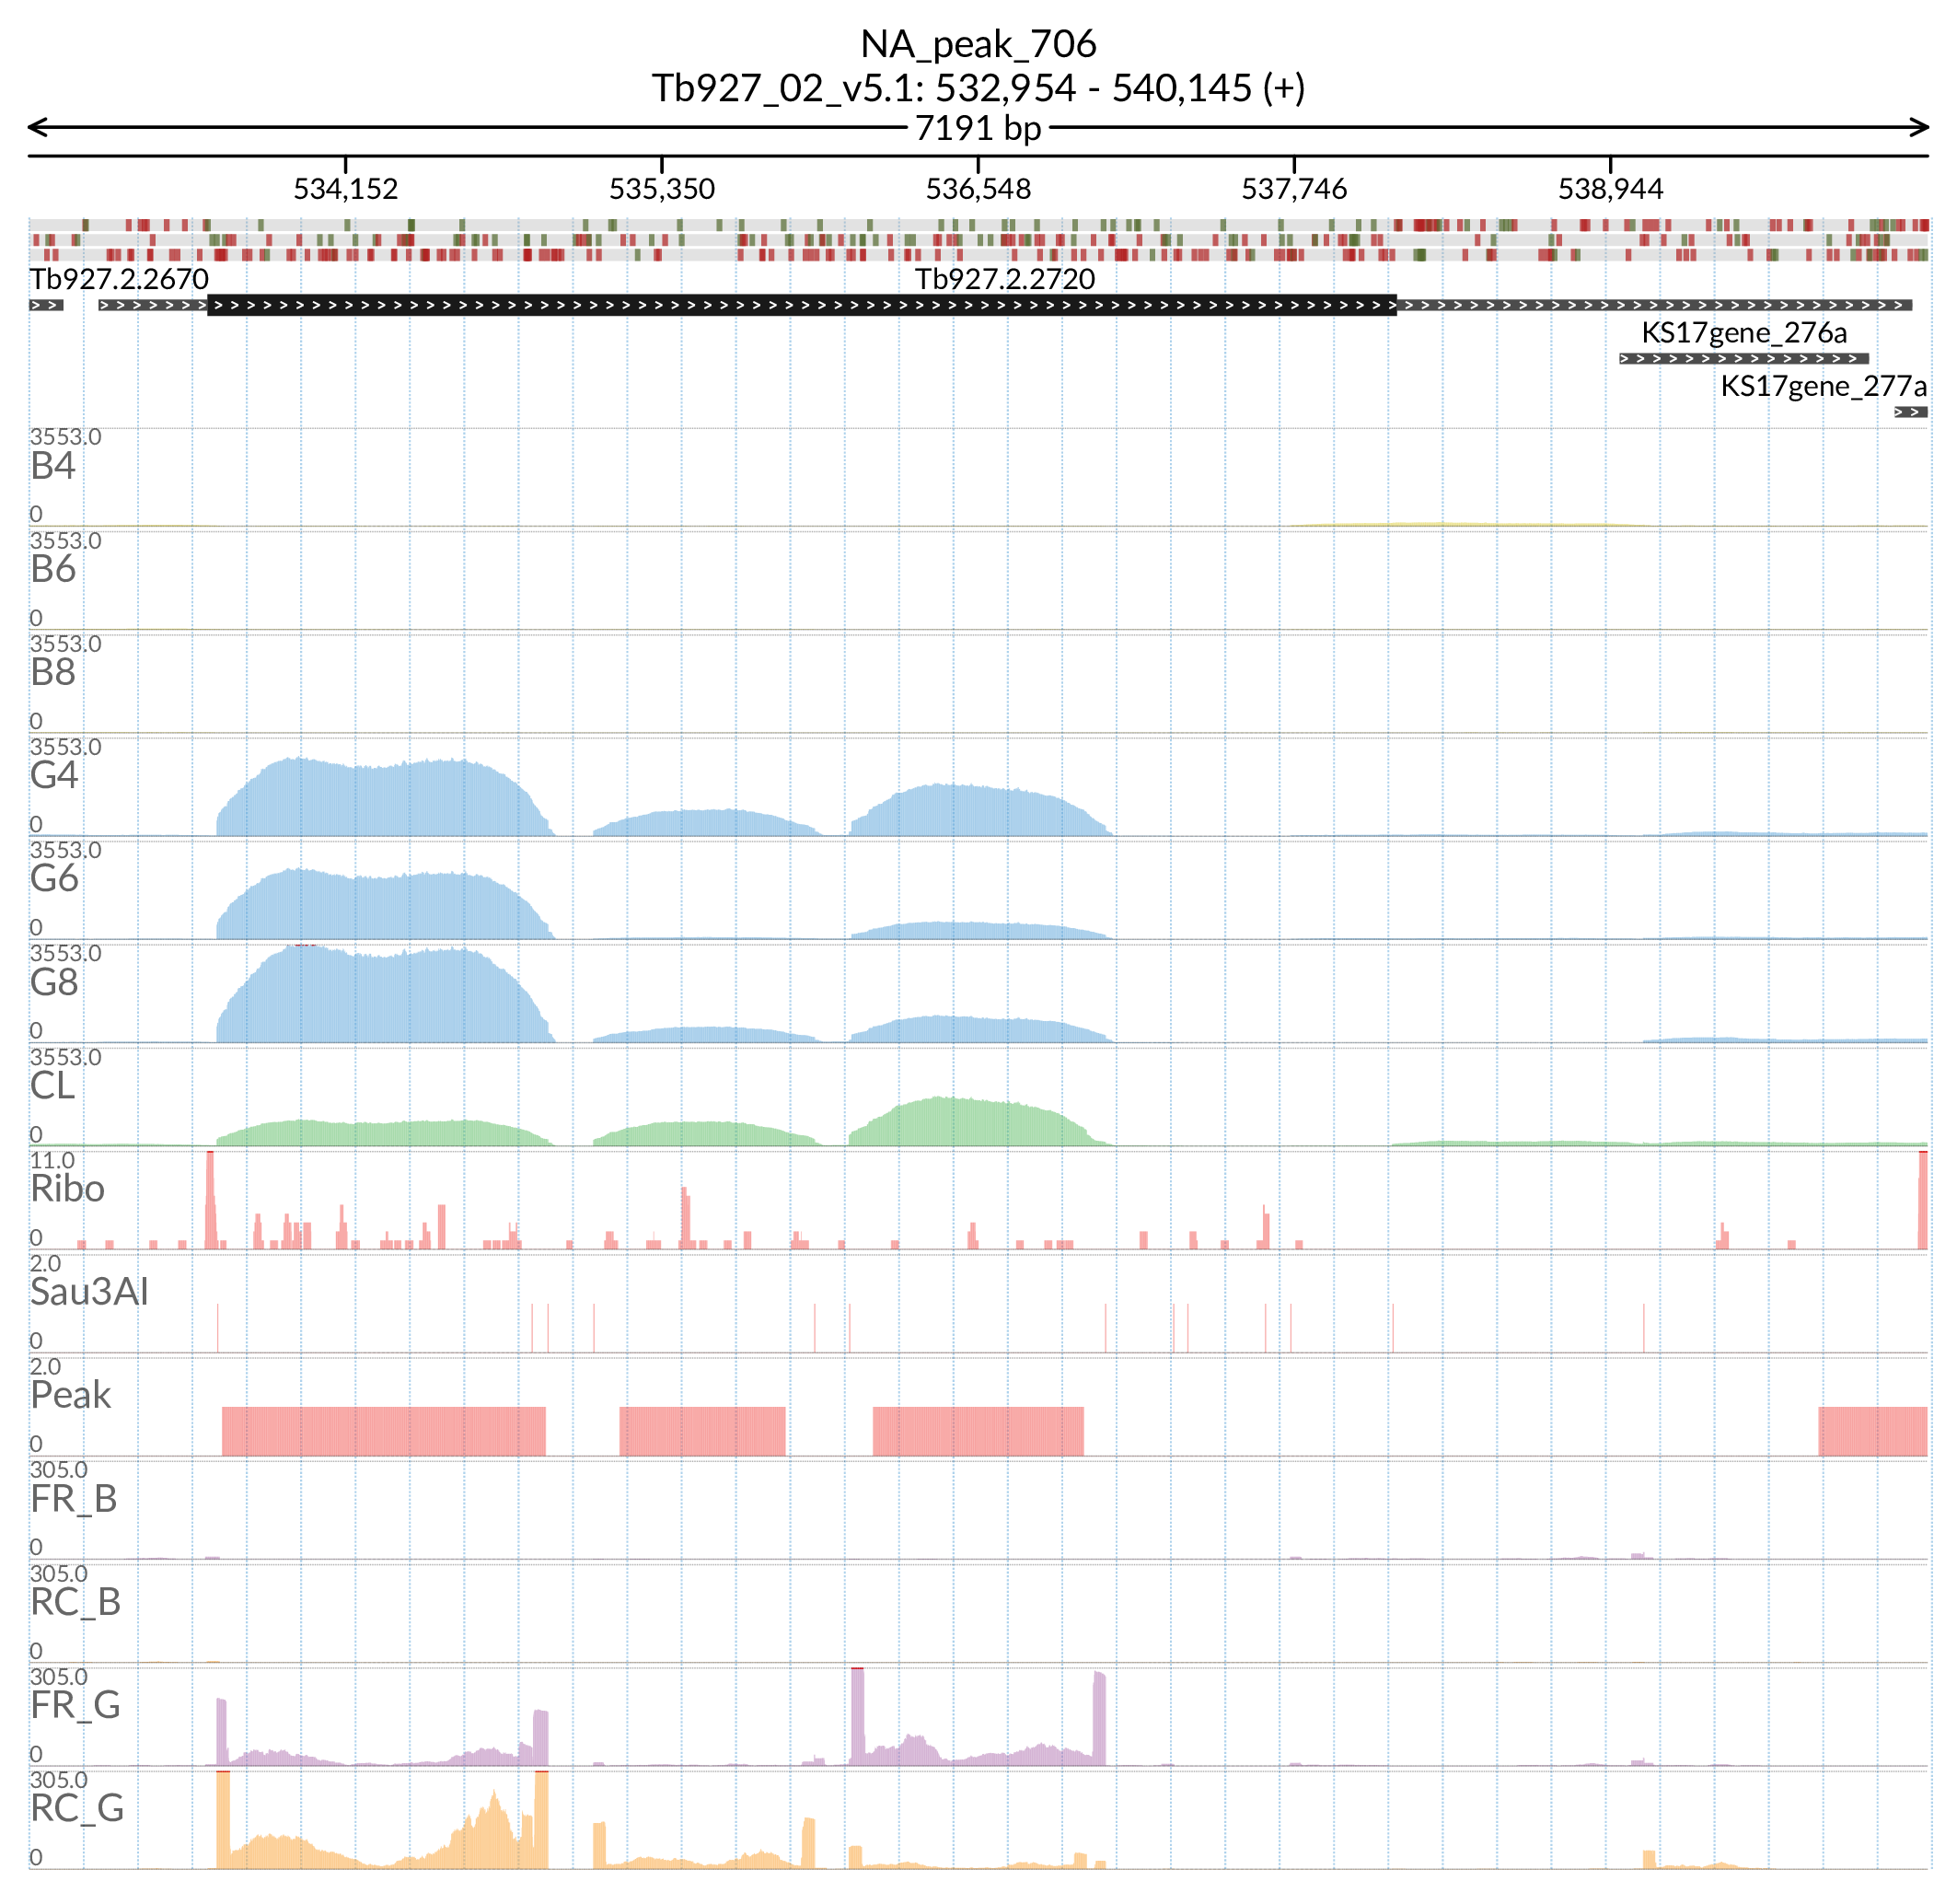 NA_peak_706
Tb927_02_v5.1: 532,954 - 540,145 (+)
7191 bp
534,152 535,350 536,548 537,746 538,944
Tb927.2.2670 Tb927.2.2720
KS17gene_276a
KS17gene_277a
3553.0
B4
0
3553.0
B6
0
3553.0
B8
0
3553.0
G4
0
3553.0
G6
0
3553.0
G8
0
3553.0
CL
0
11.0
Ribo
0
2.0
Sau3AI
0
2.0
Peak
0
305.0
FR_B
0
305.0
RC_B
0
305.0
FR_G
0
305.0
RC_G
0